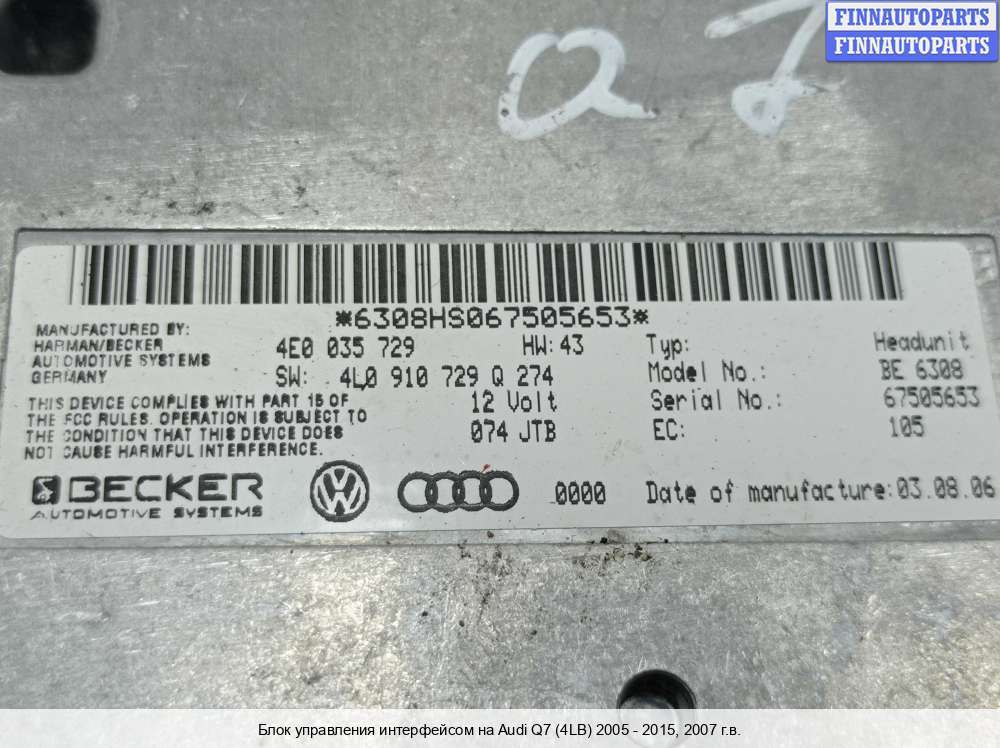 FINNAUTOPARTS
FINNAUTOPARTS
Q7
*6308HS067505653*
MANUFACTURED BY:
HARMAN/BECKER
AUTOMOTIVE SYSTEMS
GERMANY
4E0 035 729 HW: 43
SW: 4L0 910 729 Q 274
12 Volt
074 JTB
Typ: Headunit
Model No.: BE 6308
Serial No.: 67505653
EC: 105
THIS DEVICE COMPLIES WITH PART 15 OF
THE FCC RULES. OPERATION IS SUBJECT TO
THE CONDITION THAT THIS DEVICE DOES
NOT CAUSE HARMFUL INTERFERENCE.
BECKER
AUTOMOTIVE SYSTEMS
VW
0000
Date of manufacture: 03.08.06
Блок управления интерфейсом на Audi Q7 (4LB) 2005 - 2015, 2007 г.в.